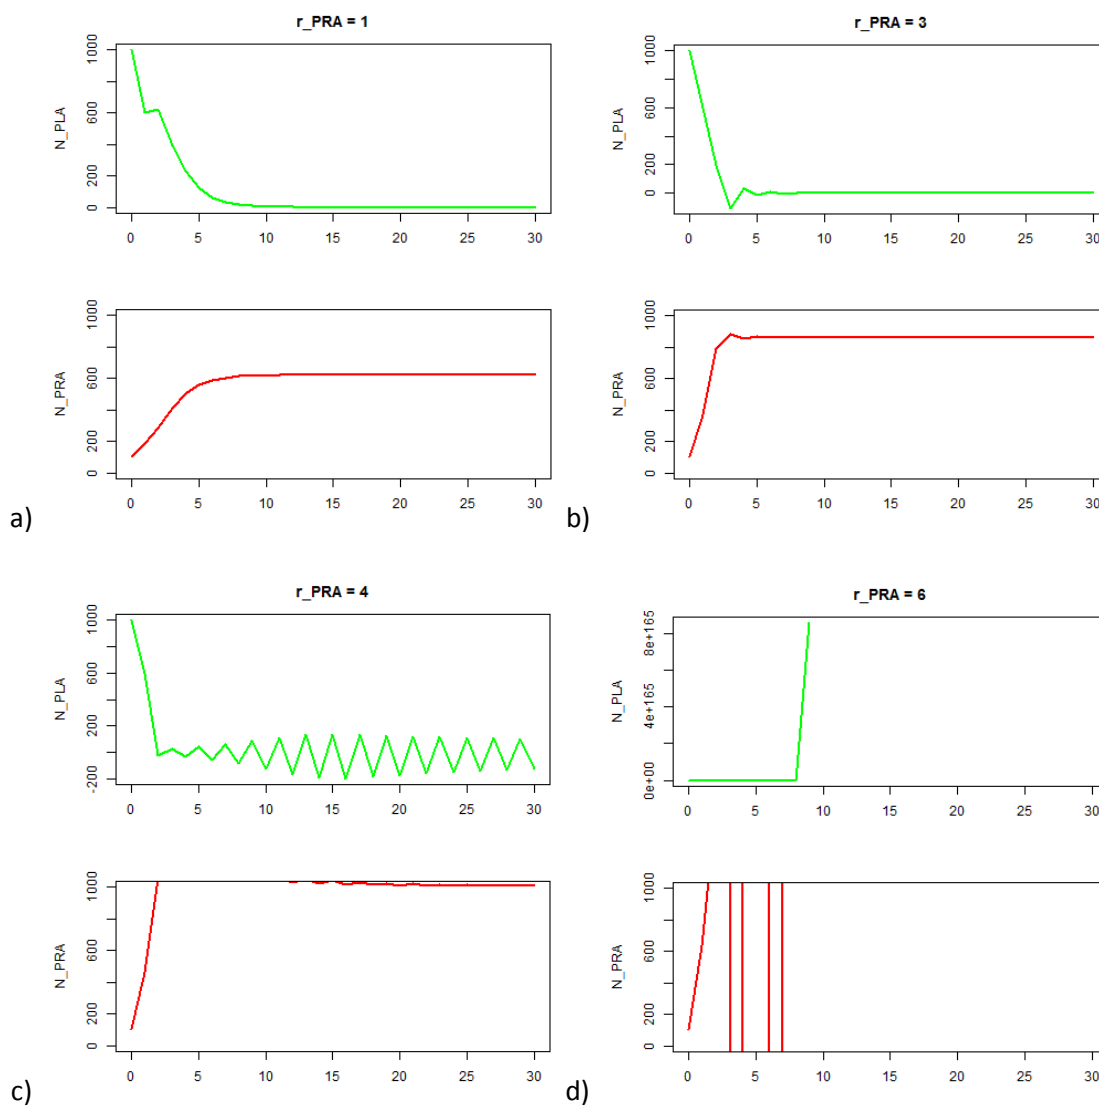 r_PRA = 1
N_PLA
0 200 600 1000
0 5 10 15 20 25 30
N_PRA
0 200 600 1000
0 5 10 15 20 25 30
a)
r_PRA = 3
N_PLA
0 200 600 1000
0 5 10 15 20 25 30
N_PRA
0 200 600 1000
0 5 10 15 20 25 30
b)
r_PRA = 4
N_PLA
-200 200 600 1000
0 5 10 15 20 25 30
N_PRA
0 200 600 1000
0 5 10 15 20 25 30
c)
r_PRA = 6
N_PLA
0e+00 4e+165 8e+165
0 5 10 15 20 25 30
N_PRA
0 200 600 1000
0 5 10 15 20 25 30
d)